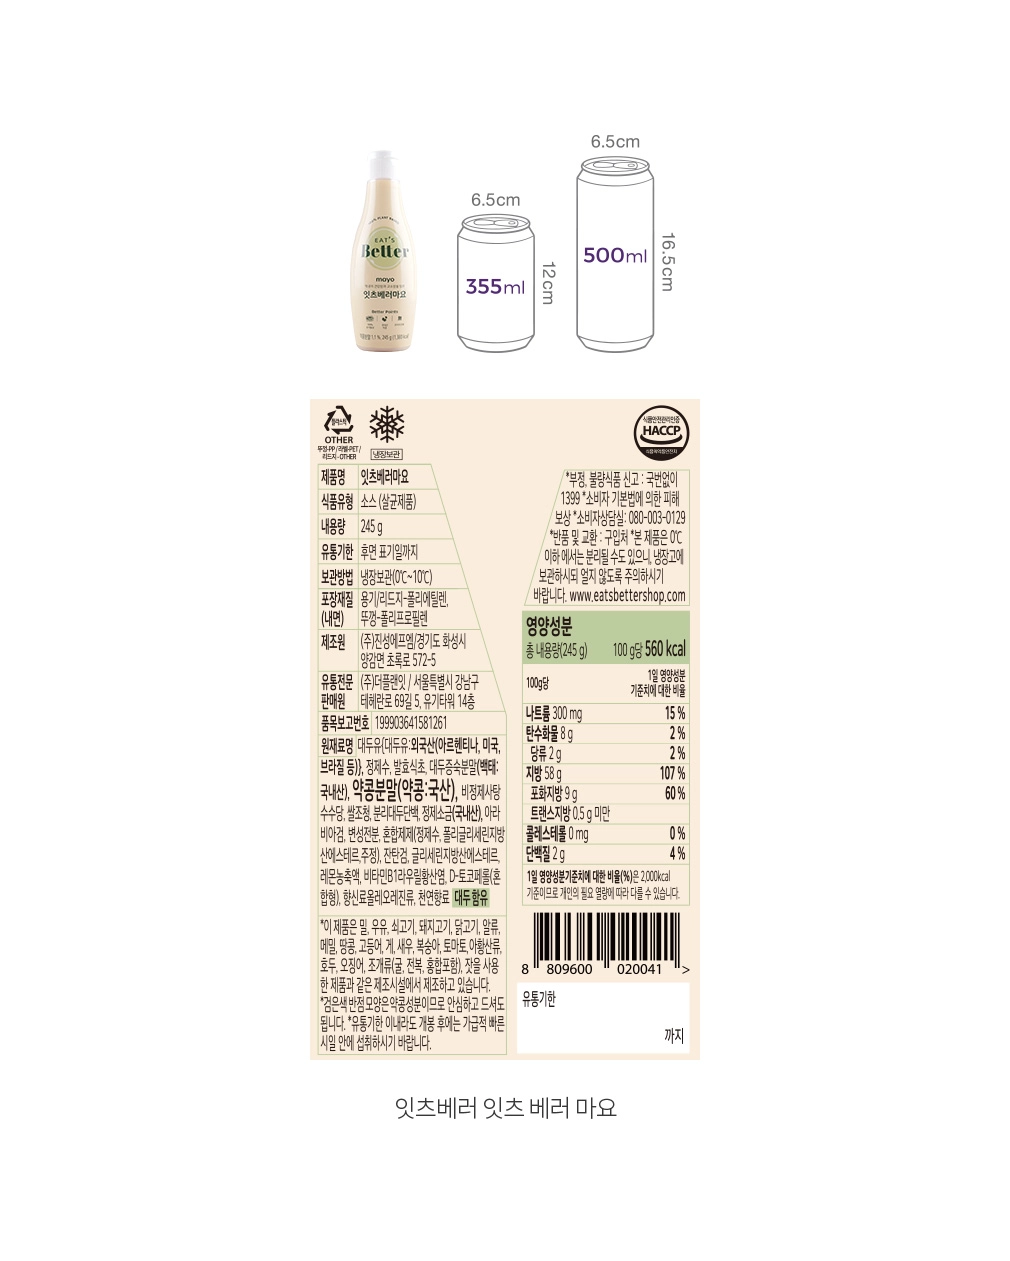 6.5cm
6.5cm
EAT'S
Better
mayo
잇츠베러마요
Better Points
355ml
12cm
500ml
16.5cm
플라스틱
OTHER
뚜껑-PP / 라벨-PET /
리드지 - OTHER
냉장보관
식품안전관리인증
HACCP
식품의약품안전처
제품명 잇츠베러마요
식품유형 소스 (살균제품)
내용량 245 g
유통기한 후면 표기일까지
보관방법 냉장보관(0℃~10℃)
포장재질 용기/리드지-폴리에틸렌,
(내면) 뚜껑-폴리프로필렌
제조원 (주)진성에프엠/경기도 화성시
양감면 초록로 572-5
유통전문 (주)더플랜잇 / 서울특별시 강남구
판매원 테헤란로 69길 5, 유기타워 14층
품목보고번호 199903641581261
원재료명 대두유{대두유:외국산(아르헨티나, 미국,
브라질 등)}, 정제수, 발효식초, 대두증숙분말(백태:
국내산), 약콩분말(약콩:국산), 비정제사탕
수수당, 쌀조청, 분리대두단백, 정제소금(국내산), 아라
비아검, 변성전분, 혼합제제(정제수, 폴리글리세린지방
산에스테르,주정), 잔탄검, 글리세린지방산에스테르,
레몬농축액, 비타민B1라우릴황산염, D-토코페롤(혼
합형), 향신료올레오레진류, 천연향료 대두 함유
*이 제품은 밀, 우유, 쇠고기, 돼지고기, 닭고기, 알류,
메밀, 땅콩, 고등어, 게, 새우, 복숭아, 토마토, 아황산류,
호두, 오징어, 조개류(굴, 전복, 홍합포함), 잣을 사용
한 제품과 같은 제조시설에서 제조하고 있습니다.
*검은색 반점 모양은 약콩성분이므로 안심하고 드셔도
됩니다. *유통기한 이내라도 개봉 후에는 가급적 빠른
시일 안에 섭취하시기 바랍니다.
*부정, 불량식품 신고 : 국번없이
1399 *소비자 기본법에 의한 피해
보상 *소비자상담실: 080-003-0129
*반품 및 교환 : 구입처 *본 제품은 0℃
이하 에서는 분리될 수도 있으니, 냉장고에
보관하시되 얼지 않도록 주의하시기
바랍니다. www.eatsbettershop.com
영양성분
총 내용량(245 g) 100 g당 560 kcal
100g당 1일 영양성분
기준치에 대한 비율
나트륨 300 mg 15 %
탄수화물 8 g 2 %
당류 2 g 2 %
지방 58 g 107 %
포화지방 9 g 60 %
트랜스지방 0.5 g 미만
콜레스테롤 0 mg 0 %
단백질 2 g 4 %
1일 영양성분기준치에 대한 비율(%)은 2,000kcal
기준이므로 개인의 필요 열량에 따라 다를 수 있습니다.
8 809600 020041 >
유통기한
까지
잇츠베러 잇츠 베러 마요